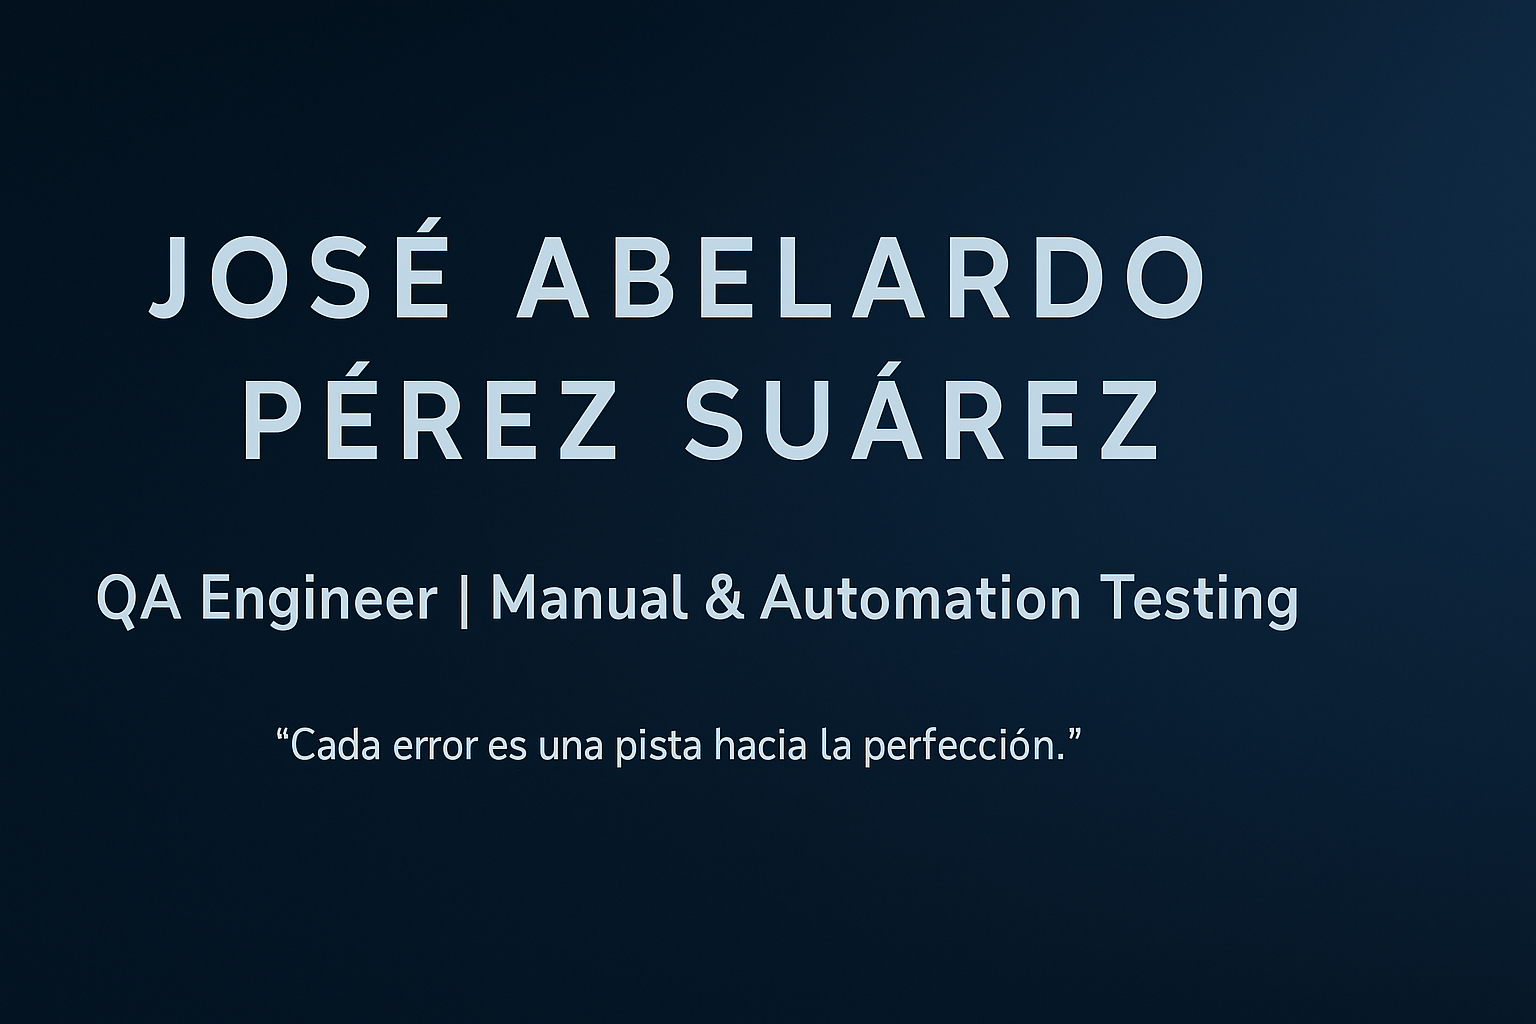 JOSÉ ABELARDO
PÉREZ SUÁREZ
QA Engineer | Manual & Automation Testing
“Cada error es una pista hacia la perfección.”